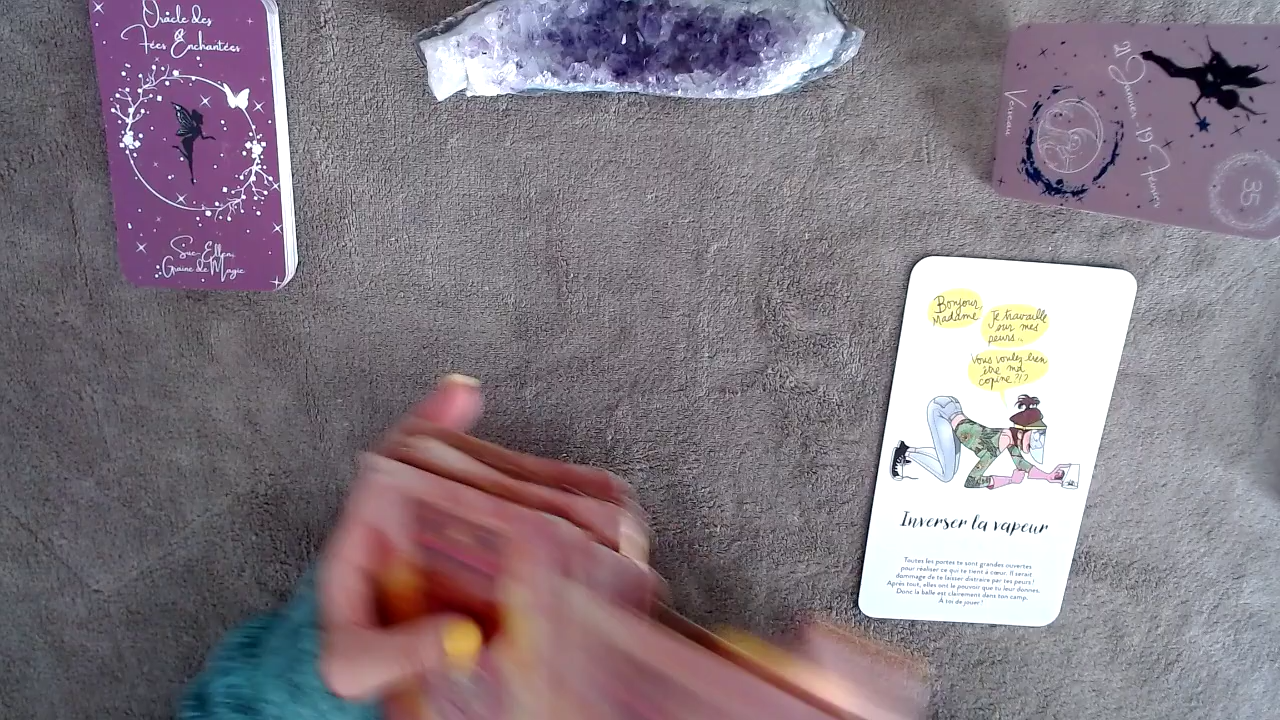 Oracle des
Fées Enchantées
Sue-Ellen
Graine de Magie
21 Janvier - 19 Février
Verseau
35
Bonjour
Madame
Je travaille
sur mes
peurs..
Vous voulez bien
être ma
copine?!?
Inverser la vapeur
Toutes les portes te sont grandes ouvertes
pour réaliser ce qui te tient à cœur. Il serait
dommage de te laisser distraire par tes peurs !
Après tout, elles ont le pouvoir que tu leur donnes.
Donc la balle est clairement dans ton camp.
À toi de jouer !